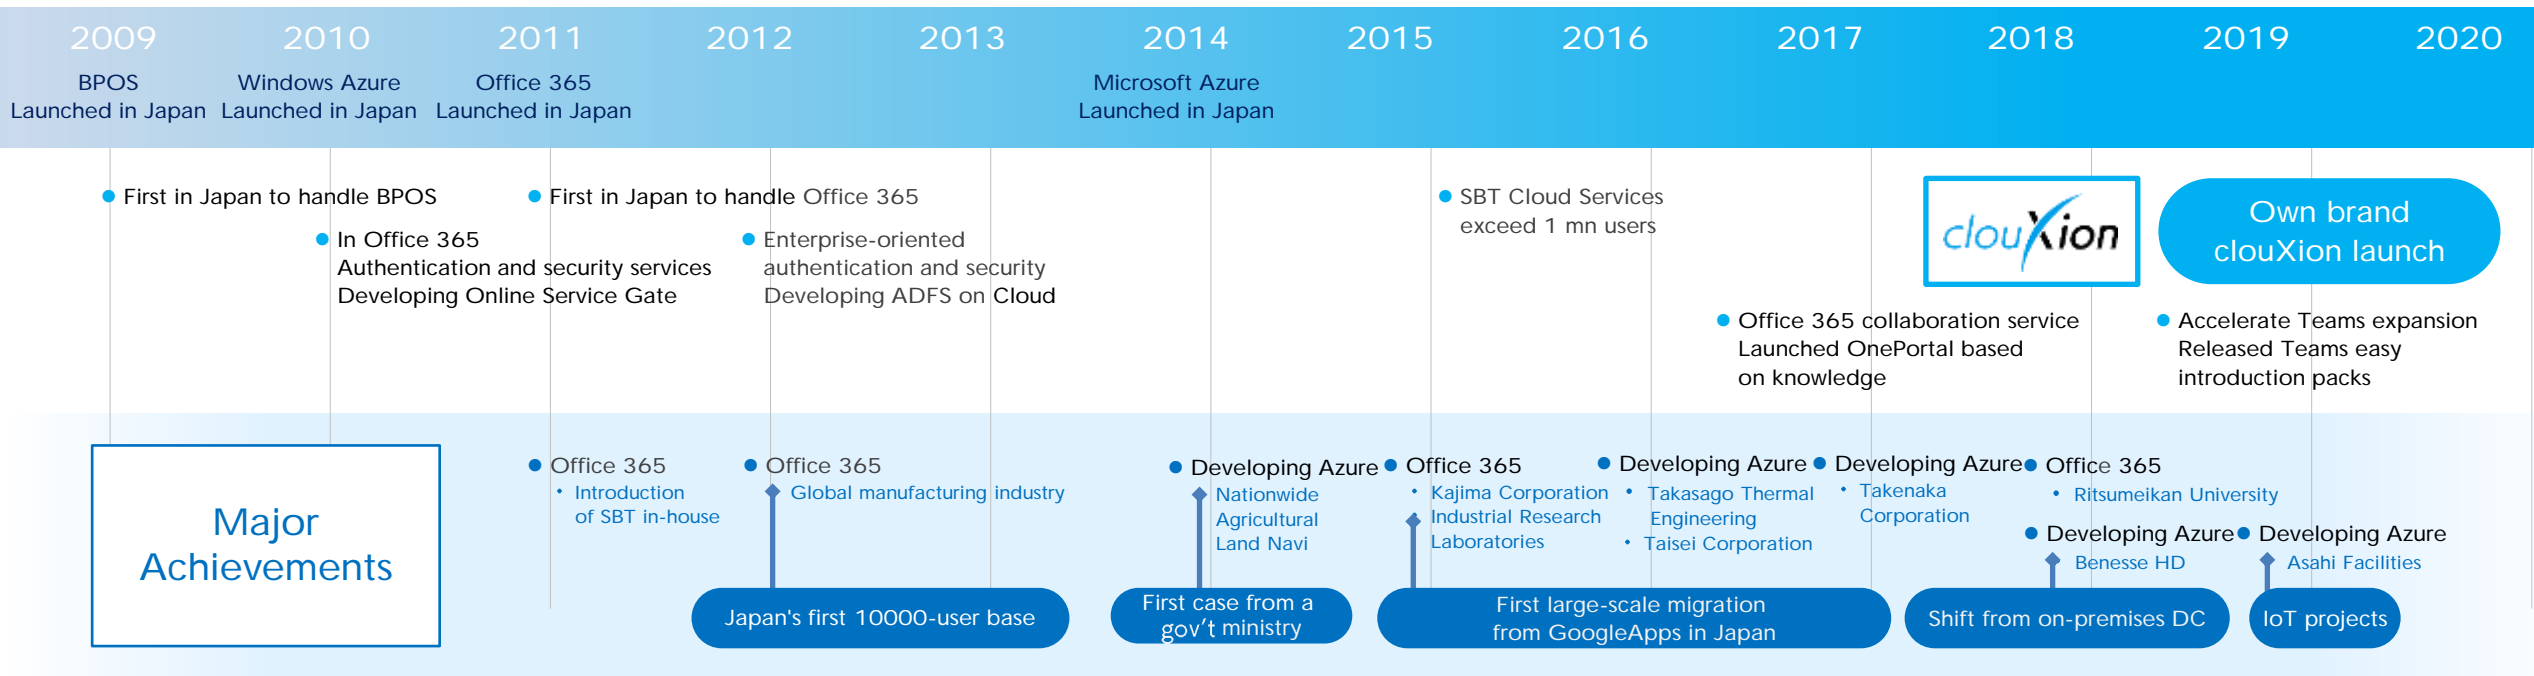 2009 2010 2011 2012 2013 2014 2015 2016 2017 2018 2019 2020
BPOS
Launched in Japan
Windows Azure
Launched in Japan
Office 365
Launched in Japan
Microsoft Azure
Launched in Japan
First in Japan to handle BPOS
In Office 365
Authentication and security services
Developing Online Service Gate
First in Japan to handle Office 365
Enterprise-oriented
authentication and security
Developing ADFS on Cloud
SBT Cloud Services
exceed 1 mn users
clouXion
Own brand
clouXion launch
Office 365 collaboration service
Launched OnePortal based
on knowledge
Accelerate Teams expansion
Released Teams easy
introduction packs
Major
Achievements
Office 365
・ Introduction
of SBT in-house
Office 365
Global manufacturing industry
Japan's first 10000-user base
Developing Azure
Nationwide
Agricultural
Land Navi
First case from a
gov't ministry
Office 365
・ Kajima Corporation
・ Industrial Research
Laboratories
First large-scale migration
from GoogleApps in Japan
Developing Azure
・ Takasago Thermal
Engineering
・ Taisei Corporation
Developing Azure
・ Takenaka
Corporation
Office 365
・ Ritsumeikan University
Developing Azure
Benesse HD
Shift from on-premises DC
Developing Azure
Asahi Facilities
IoT projects